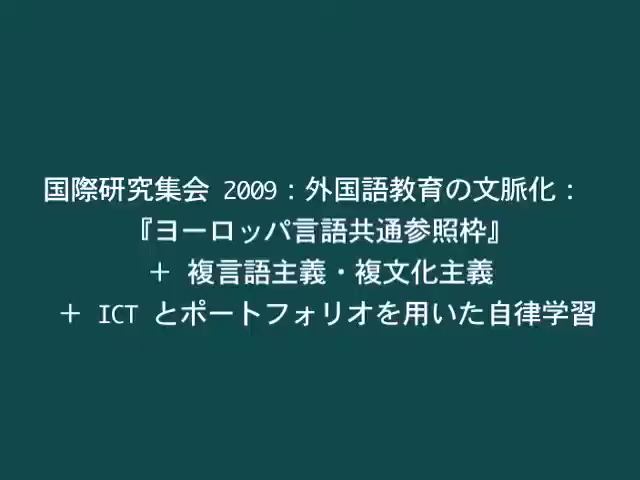 国際研究集会 2009：外国語教育の文脈化：
『ヨーロッパ言語共通参照枠』
＋ 複言語主義・複文化主義
＋ ICT とポートフォリオを用いた自律学習